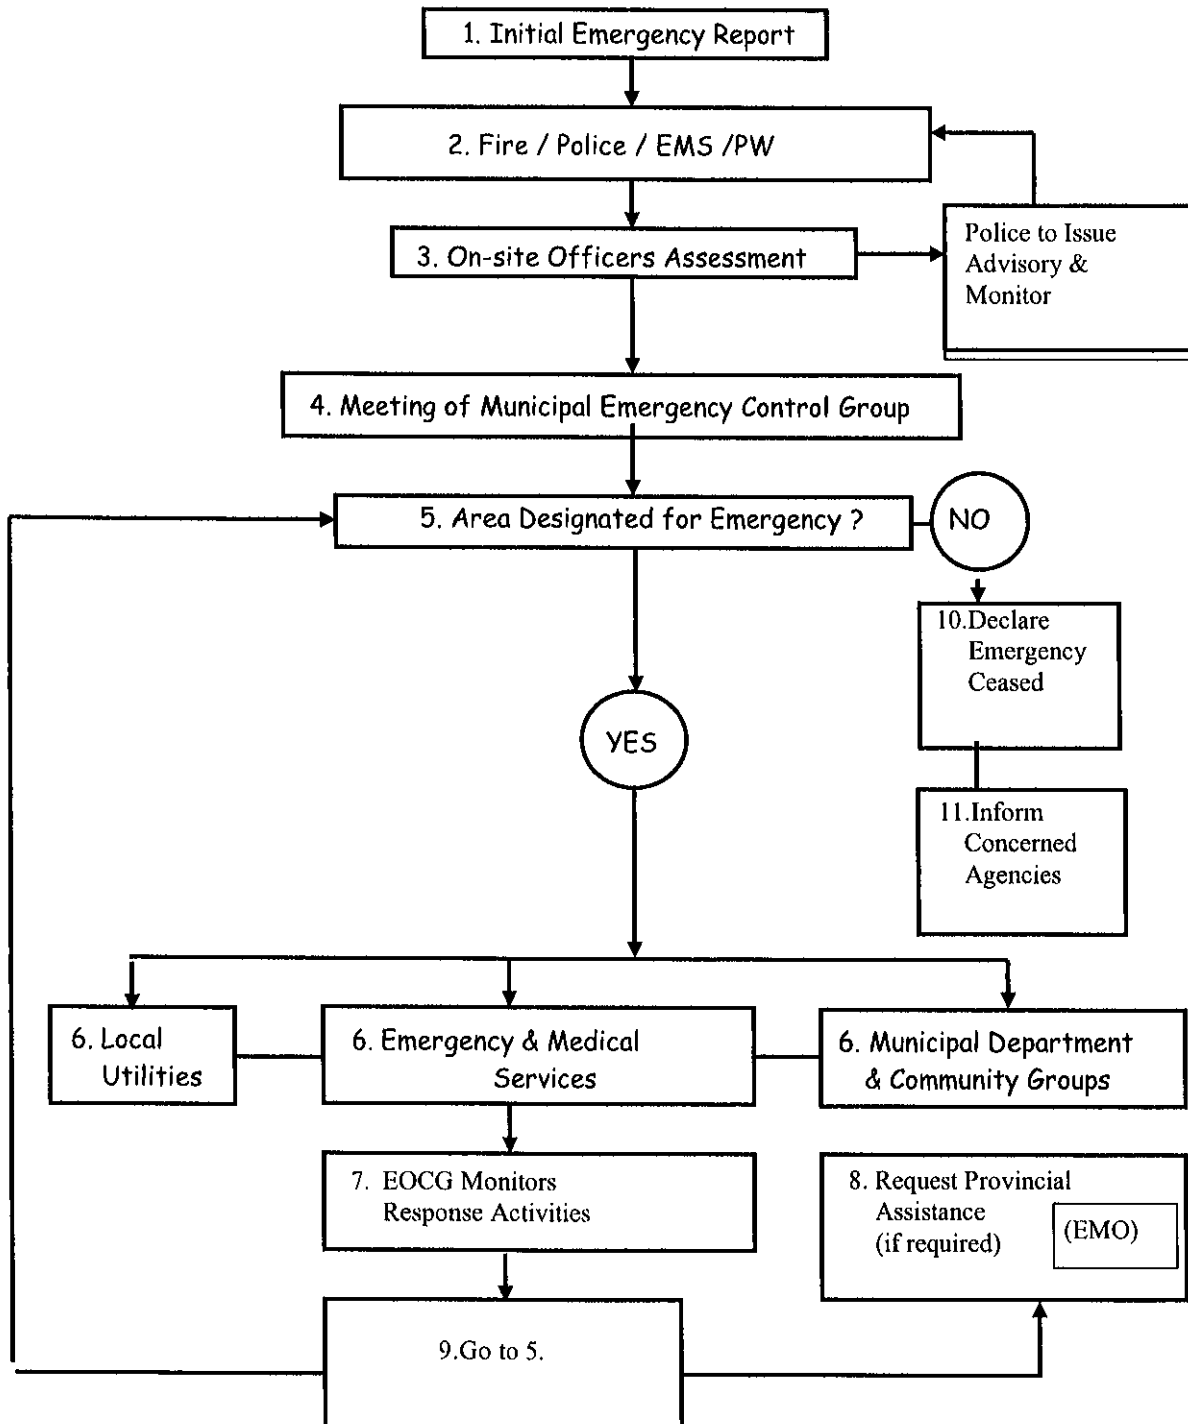 1. Initial Emergency Report
2. Fire / Police / EMS /PW
3. On-site Officers Assessment
Police to Issue
Advisory &
Monitor
4. Meeting of Municipal Emergency Control Group
5. Area Designated for Emergency ?
NO
10.Declare
Emergency
Ceased
YES
11.Inform
Concerned
Agencies
6. Local
Utilities
6. Emergency & Medical
Services
6. Municipal Department
& Community Groups
7. EOCG Monitors
Response Activities
8. Request Provincial
Assistance
(if required)
(EMO)
9.Go to 5.